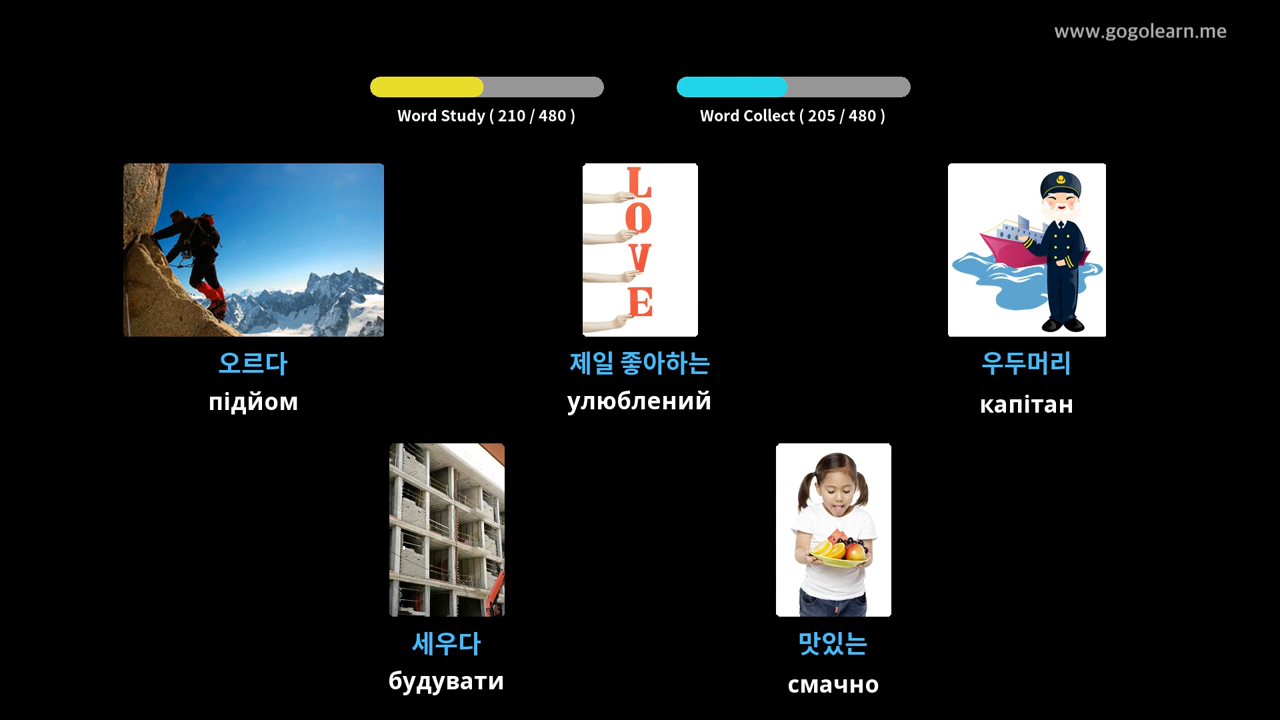 www.gogolearn.me
Word Study ( 210 / 480 )
Word Collect ( 205 / 480 )
L
O
V
E
오르다
підйом
제일 좋아하는
улюблений
우두머리
капітан
세우다
будувати
맛있는
смачно